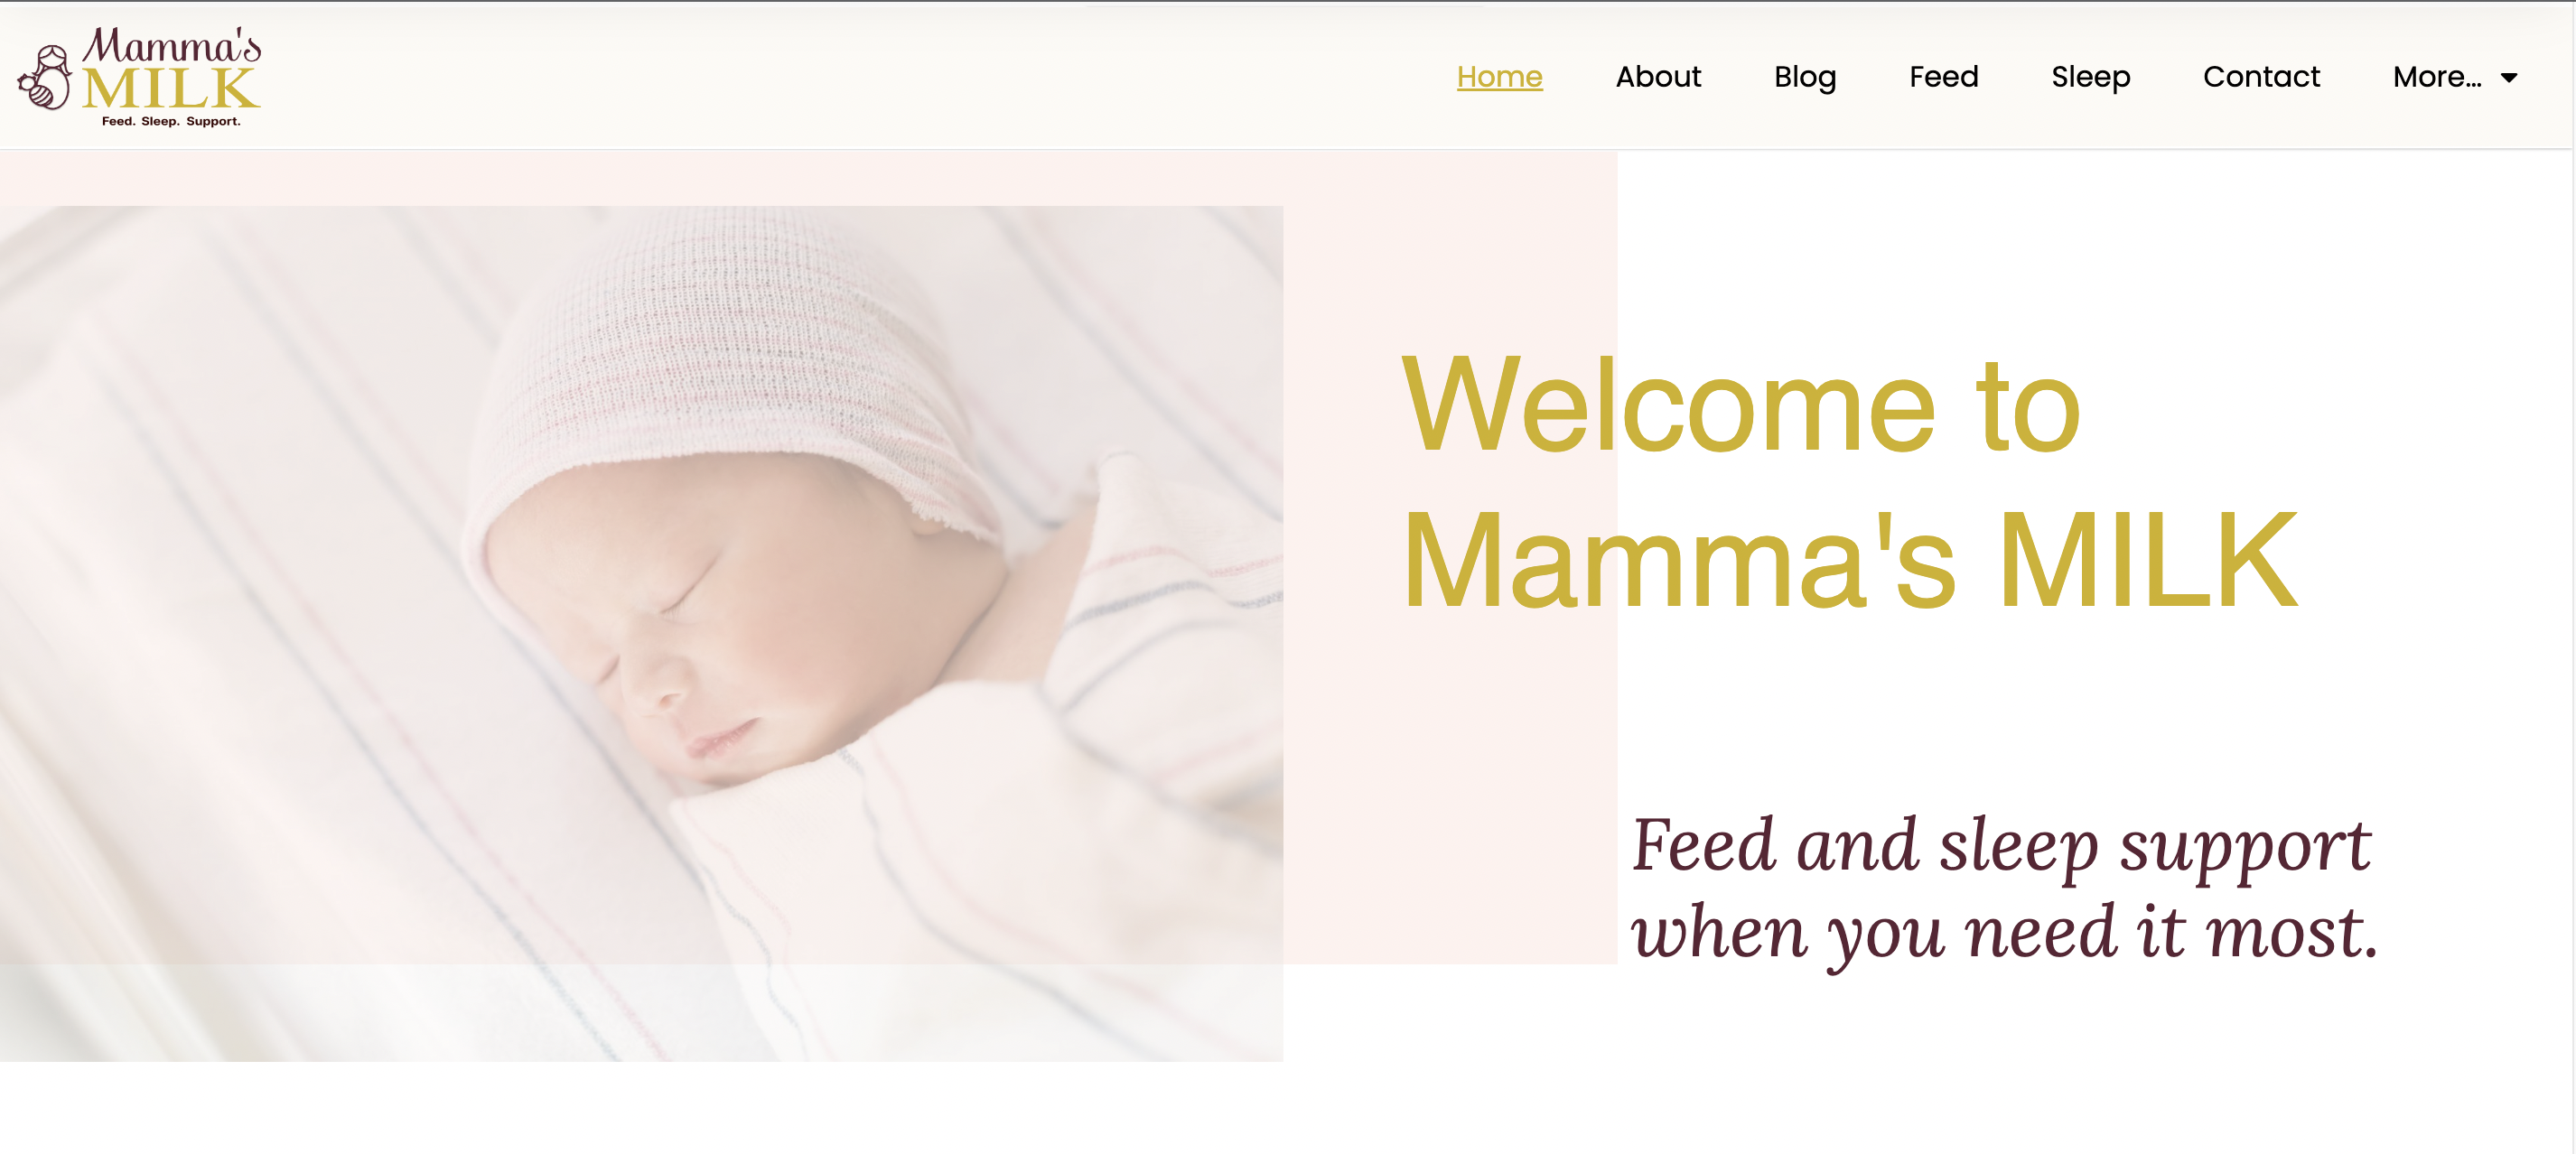 Mamma's
MILK
Feed. Sleep. Support.
Home About Blog Feed Sleep Contact More...
Welcome to
Mamma's MILK
Feed and sleep support
when you need it most.